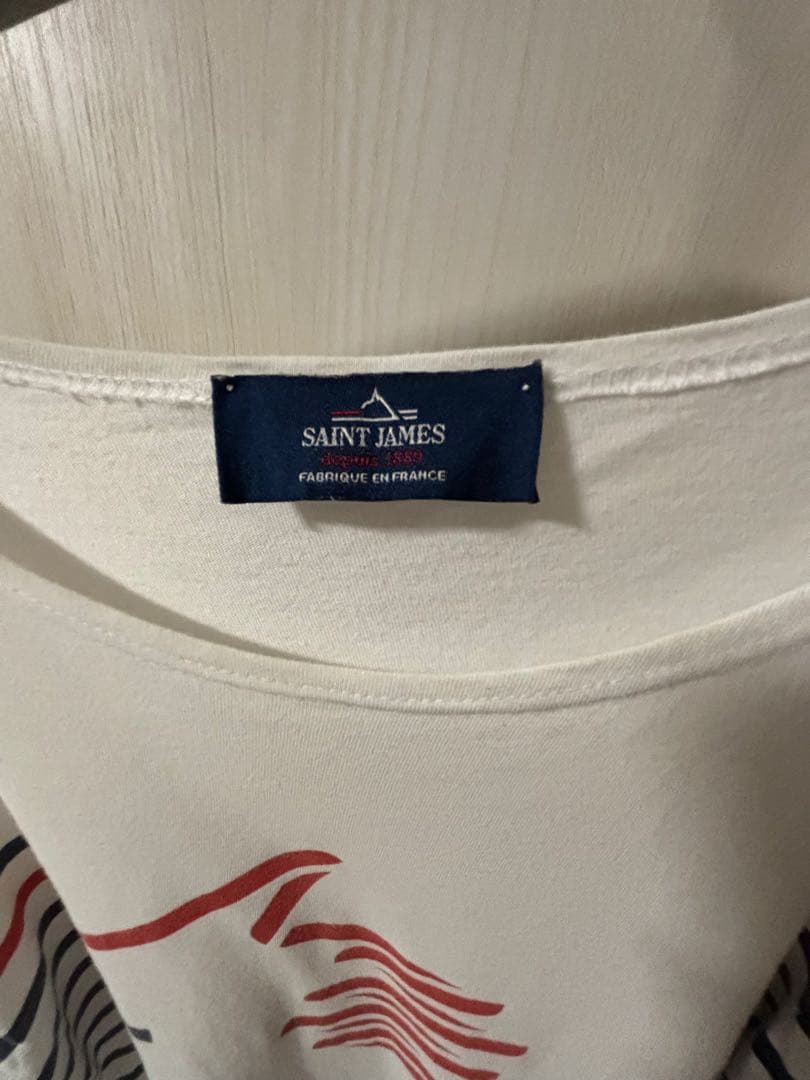 SAINT JAMES
depuis 1889
FABRIQUE EN FRANCE